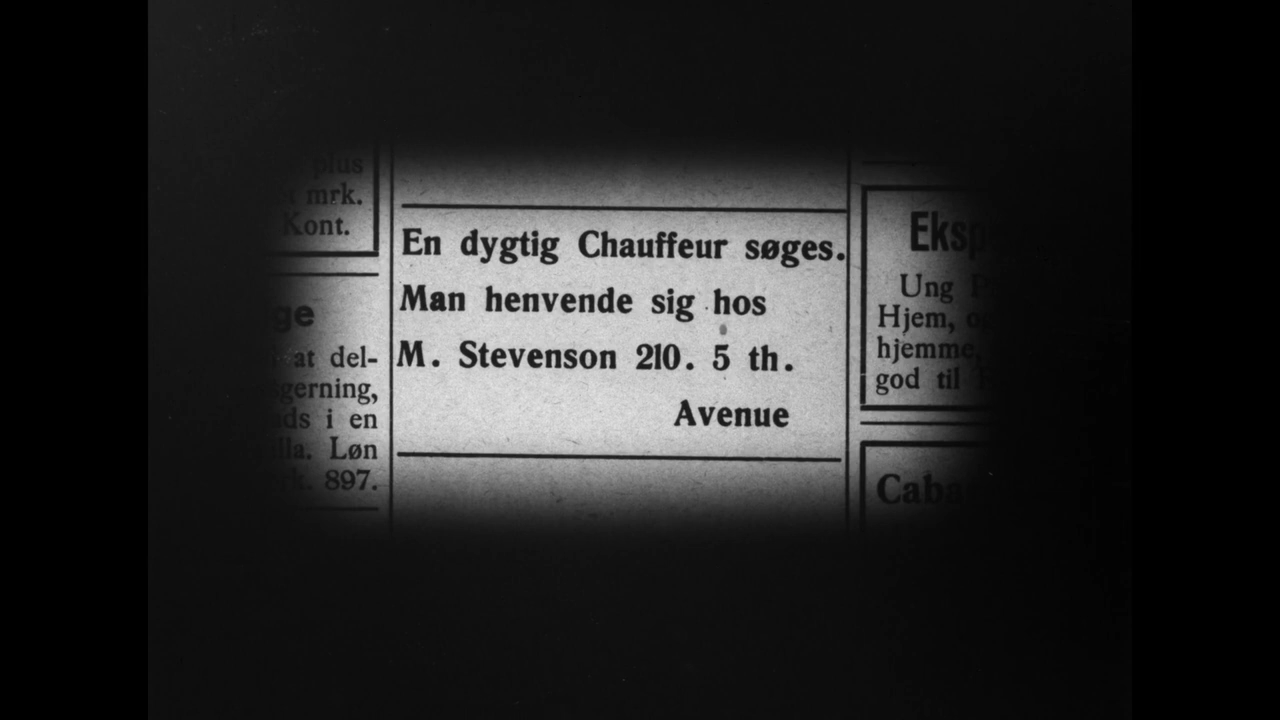 plus
mrk.
Kont.
at del-
i en
Løn
897.
En dygtig Chauffeur søges.
Man henvende sig hos
M. Stevenson 210. 5 th.
Avenue
Ung
Hjem,
hjemme,
god til